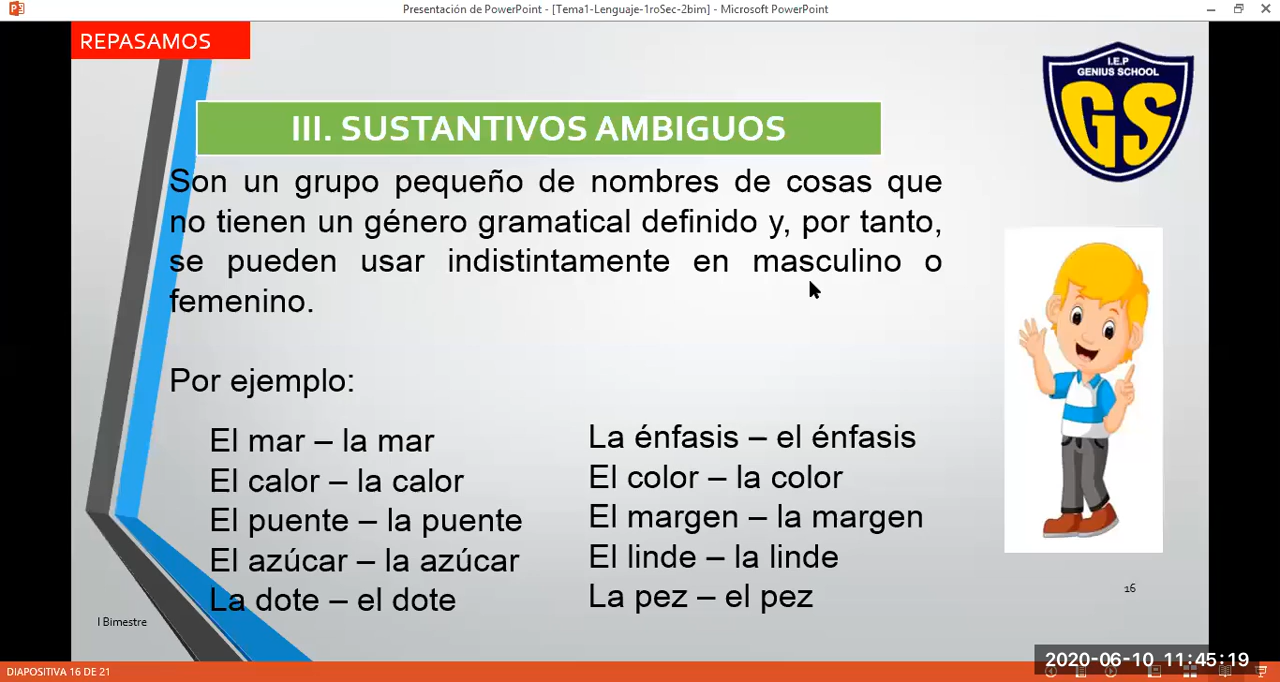 Presentación de PowerPoint - [Tema1-Lenguaje-1roSec-2bim] - Microsoft PowerPoint
REPASAMOS
I.E.P
GENIUS SCHOOL
GS
III. SUSTANTIVOS AMBIGUOS
Son un grupo pequeño de nombres de cosas que
no tienen un género gramatical definido y, por tanto,
se pueden usar indistintamente en masculino o
femenino.
Por ejemplo:
El mar – la mar
El calor – la calor
El puente – la puente
El azúcar – la azúcar
La dote – el dote
La énfasis – el énfasis
El color – la color
El margen – la margen
El linde – la linde
La pez – el pez
16
I Bimestre
2020-06-10 11:45:19
DIAPOSITIVA 16 DE 21